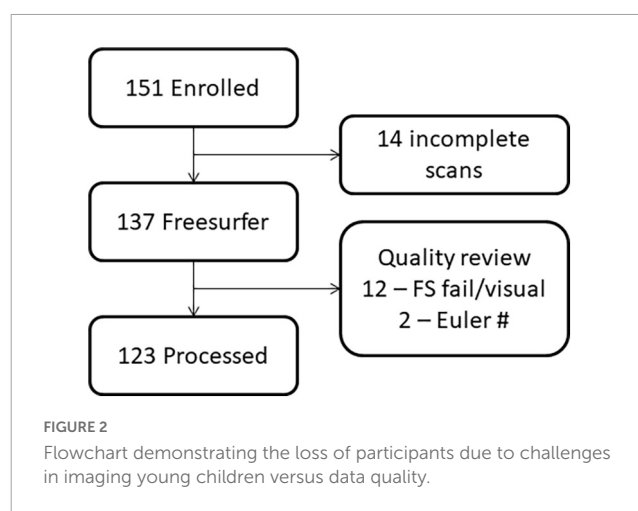 151 Enrolled
14 incomplete
scans
137 Freesurfer
Quality review
12 – FS fail/visual
2 – Euler #
123 Processed
FIGURE 2
Flowchart demonstrating the loss of participants due to challenges
in imaging young children versus data quality.